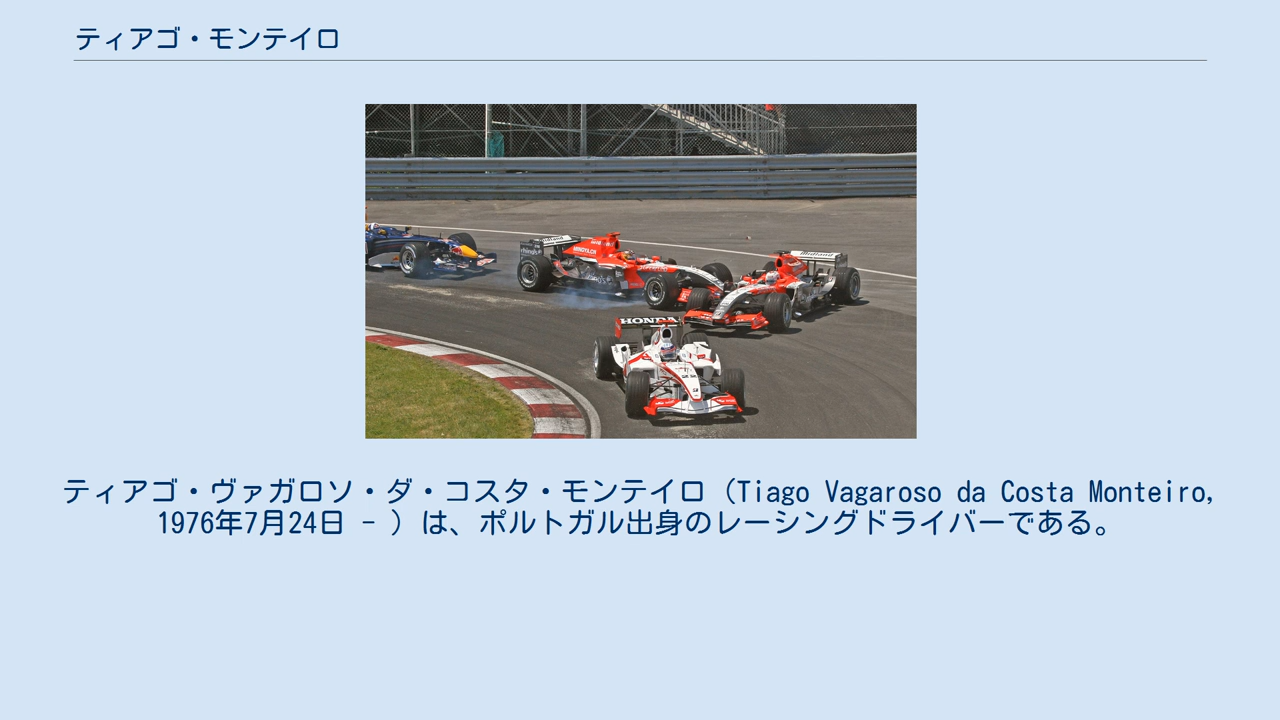 ティアゴ・モンテイロ
HONDA
ティアゴ・ヴァガロソ・ダ・コスタ・モンテイロ（Tiago Vagaroso da Costa Monteiro,
1976年7月24日 - ）は、ポルトガル出身のレーシングドライバーである。